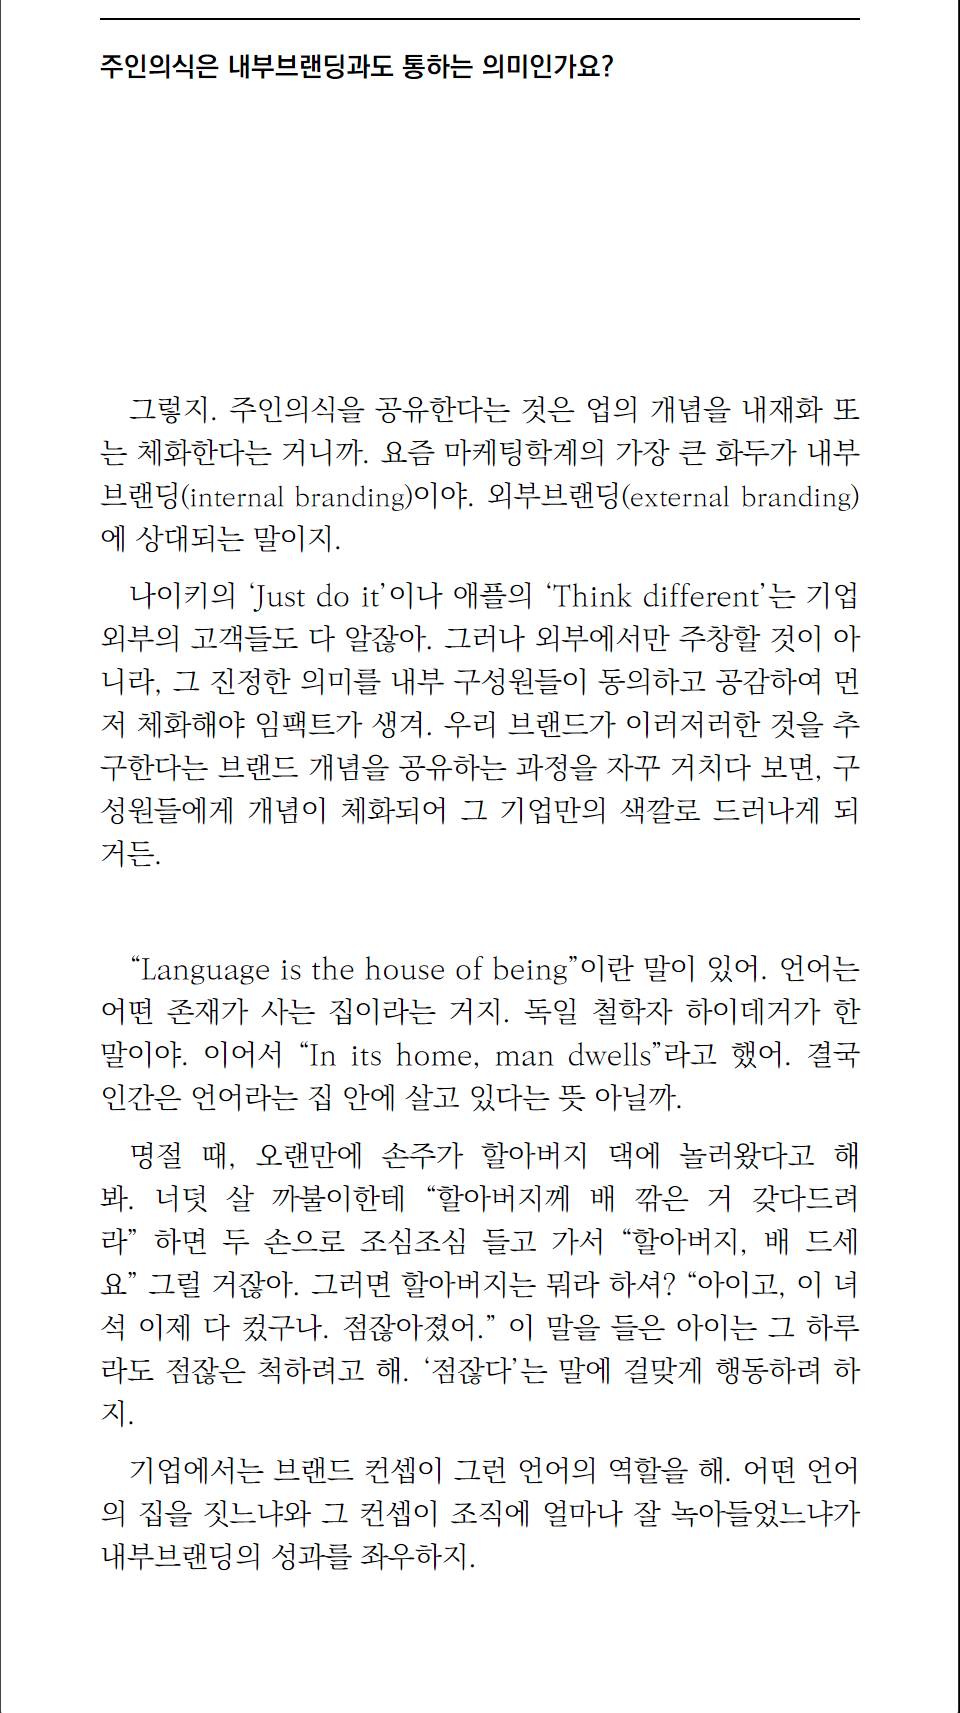 주인의식은 내부브랜딩과도 통하는 의미인가요?
그렇지. 주인의식을 공유한다는 것은 업의 개념을 내재화 또
는 체화한다는 거니까. 요즘 마케팅학계의 가장 큰 화두가 내부
브랜딩(internal branding)이야. 외부브랜딩(external branding)
에 상대되는 말이지.
나이키의 ‘Just do it’이나 애플의 ‘Think different’는 기업
외부의 고객들도 다 알잖아. 그러나 외부에서만 주창할 것이 아
니라, 그 진정한 의미를 내부 구성원들이 동의하고 공감하여 먼
저 체화해야 임팩트가 생겨. 우리 브랜드가 이러저러한 것을 추
구한다는 브랜드 개념을 공유하는 과정을 자꾸 거치다 보면, 구
성원들에게 개념이 체화되어 그 기업만의 색깔로 드러나게 되
거든.
“Language is the house of being”이란 말이 있어. 언어는
어떤 존재가 사는 집이라는 거지. 독일 철학자 하이데거가 한
말이야. 이어서 “In its home, man dwells”라고 했어. 결국
인간은 언어라는 집 안에 살고 있다는 뜻 아닐까.
명절 때, 오랜만에 손주가 할아버지 댁에 놀러왔다고 해
봐. 너덧 살 까불이한테 “할아버지께 배 깎은 거 갖다드려
라” 하면 두 손으로 조심조심 들고 가서 “할아버지, 배 드세
요” 그럴 거잖아. 그러면 할아버지는 뭐라 하셔? “아이고, 이 녀
석 이제 다 컸구나. 점잖아졌어.” 이 말을 들은 아이는 그 하루
라도 점잖은 척하려고 해. ‘점잖다’는 말에 걸맞게 행동하려 하
지.
기업에서는 브랜드 컨셉이 그런 언어의 역할을 해. 어떤 언어
의 집을 짓느냐와 그 컨셉이 조직에 얼마나 잘 녹아들었느냐가
내부브랜딩의 성과를 좌우하지.